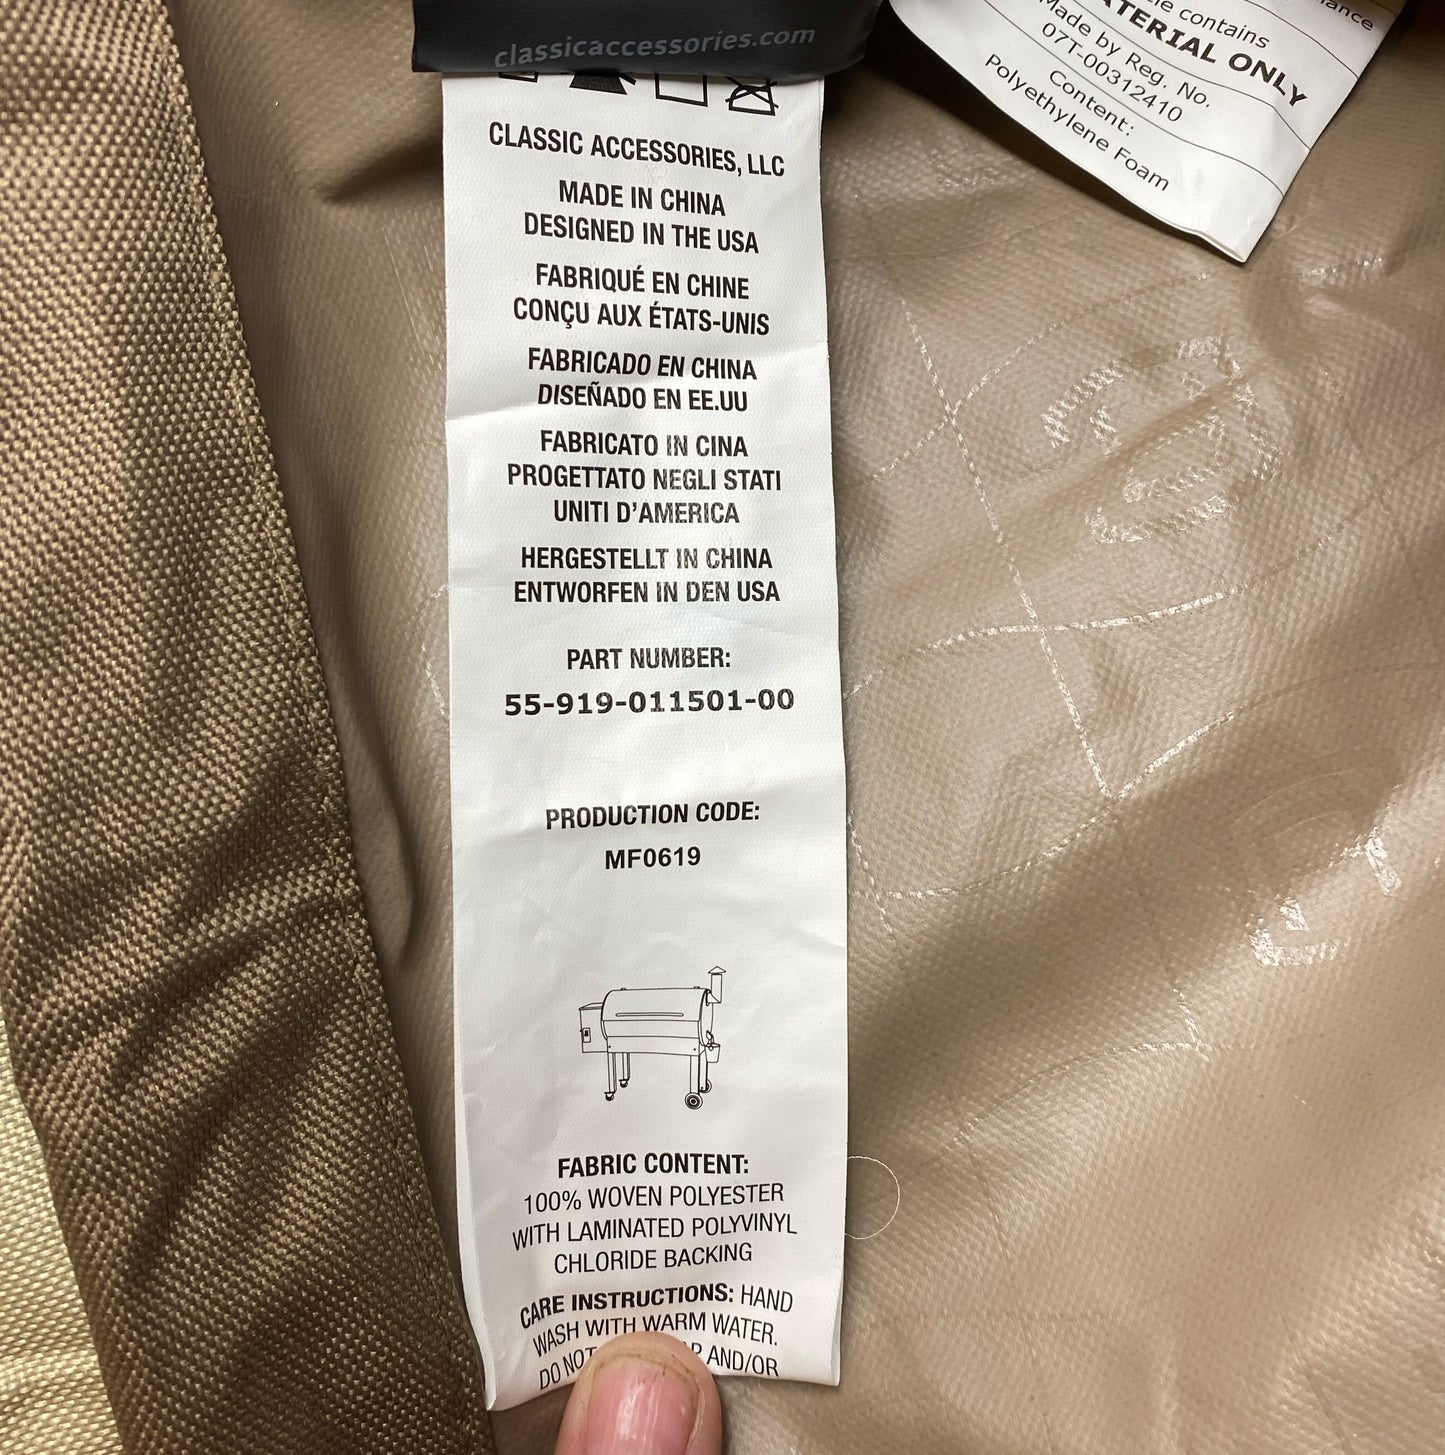 classicaccessories.com
CLASSIC ACCESSORIES, LLC
MADE IN CHINA
DESIGNED IN THE USA
FABRIQUÉ EN CHINE
CONÇU AUX ÉTATS-UNIS
FABRICADO EN CHINA
DISEÑADO EN EE.UU
FABRICATO IN CINA
PROGETTATO NEGLI STATI
UNITI D'AMERICA
HERGESTELLT IN CHINA
ENTWORFEN IN DEN USA
PART NUMBER:
55-919-011501-00
PRODUCTION CODE:
MF0619
FABRIC CONTENT:
100% WOVEN POLYESTER
WITH LAMINATED POLYVINYL
CHLORIDE BACKING
CARE INSTRUCTIONS: HAND
WASH WITH WARM WATER.
DO NOT AND/OR
contains
MATERIAL ONLY
Made by Reg. No.
07T-00312410
Content:
Polyethylene Foam